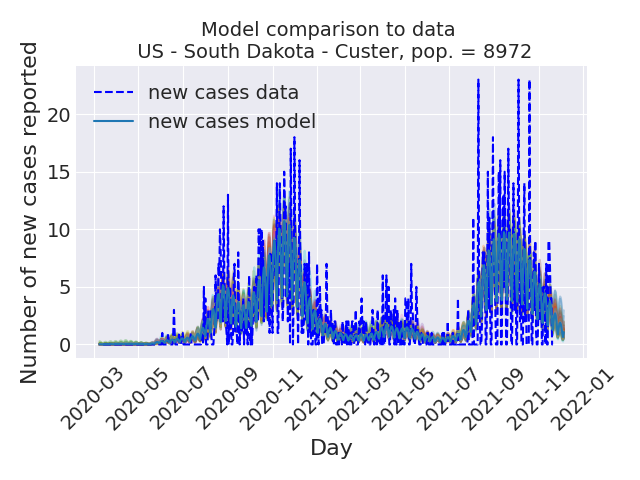 Model comparison to data
US - South Dakota - Custer, pop. = 8972
new cases data
new cases model
Number of new cases reported
20
15
10
5
0
2020-03
2020-05
2020-07
2020-09
2020-11
2021-01
2021-03
2021-05
2021-07
2021-09
2021-11
2022-01
Day